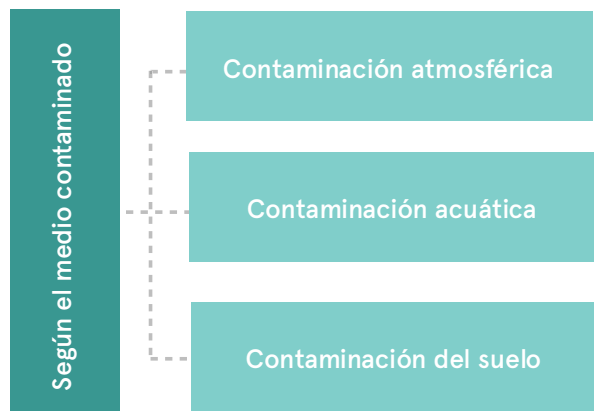 Según el medio contaminado
Contaminación atmosférica
Contaminación acuática
Contaminación del suelo